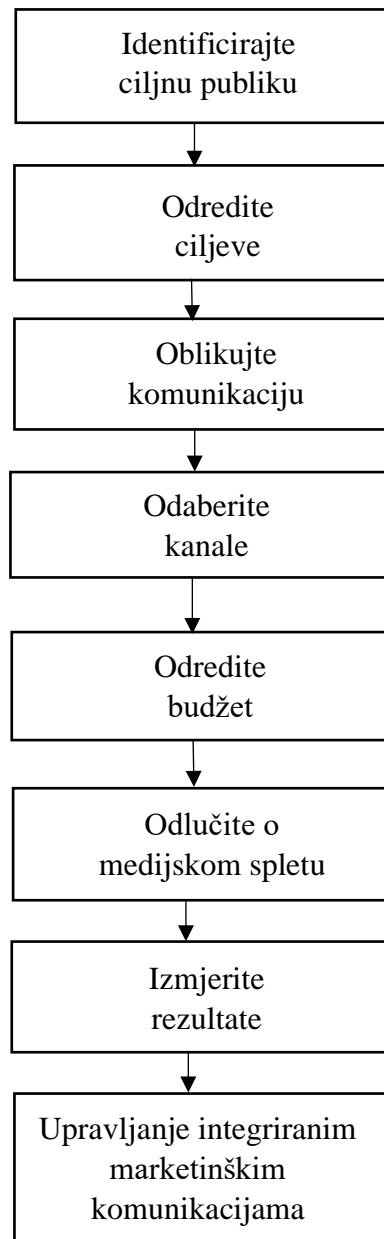 Identificirajte
ciljnu publiku
Odredite
ciljeve
Oblikujte
komunikaciju
Odaberite
kanale
Odredite
budžet
Odlučite o
medijskom spletu
Izmjerite
rezultate
Upravljanje integriranim
marketinškim
komunikacijama